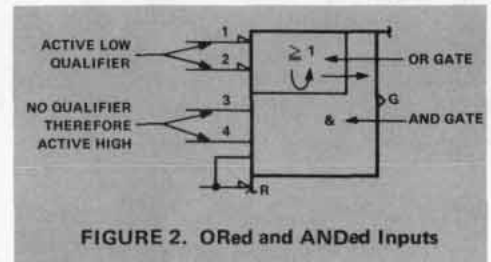 ACTIVE LOW
QUALIFIER
1
2
≥ 1
OR GATE
NO QUALIFIER
THEREFORE
ACTIVE HIGH
3
4
G
&
AND GATE
R
FIGURE 2. ORed and ANDed Inputs